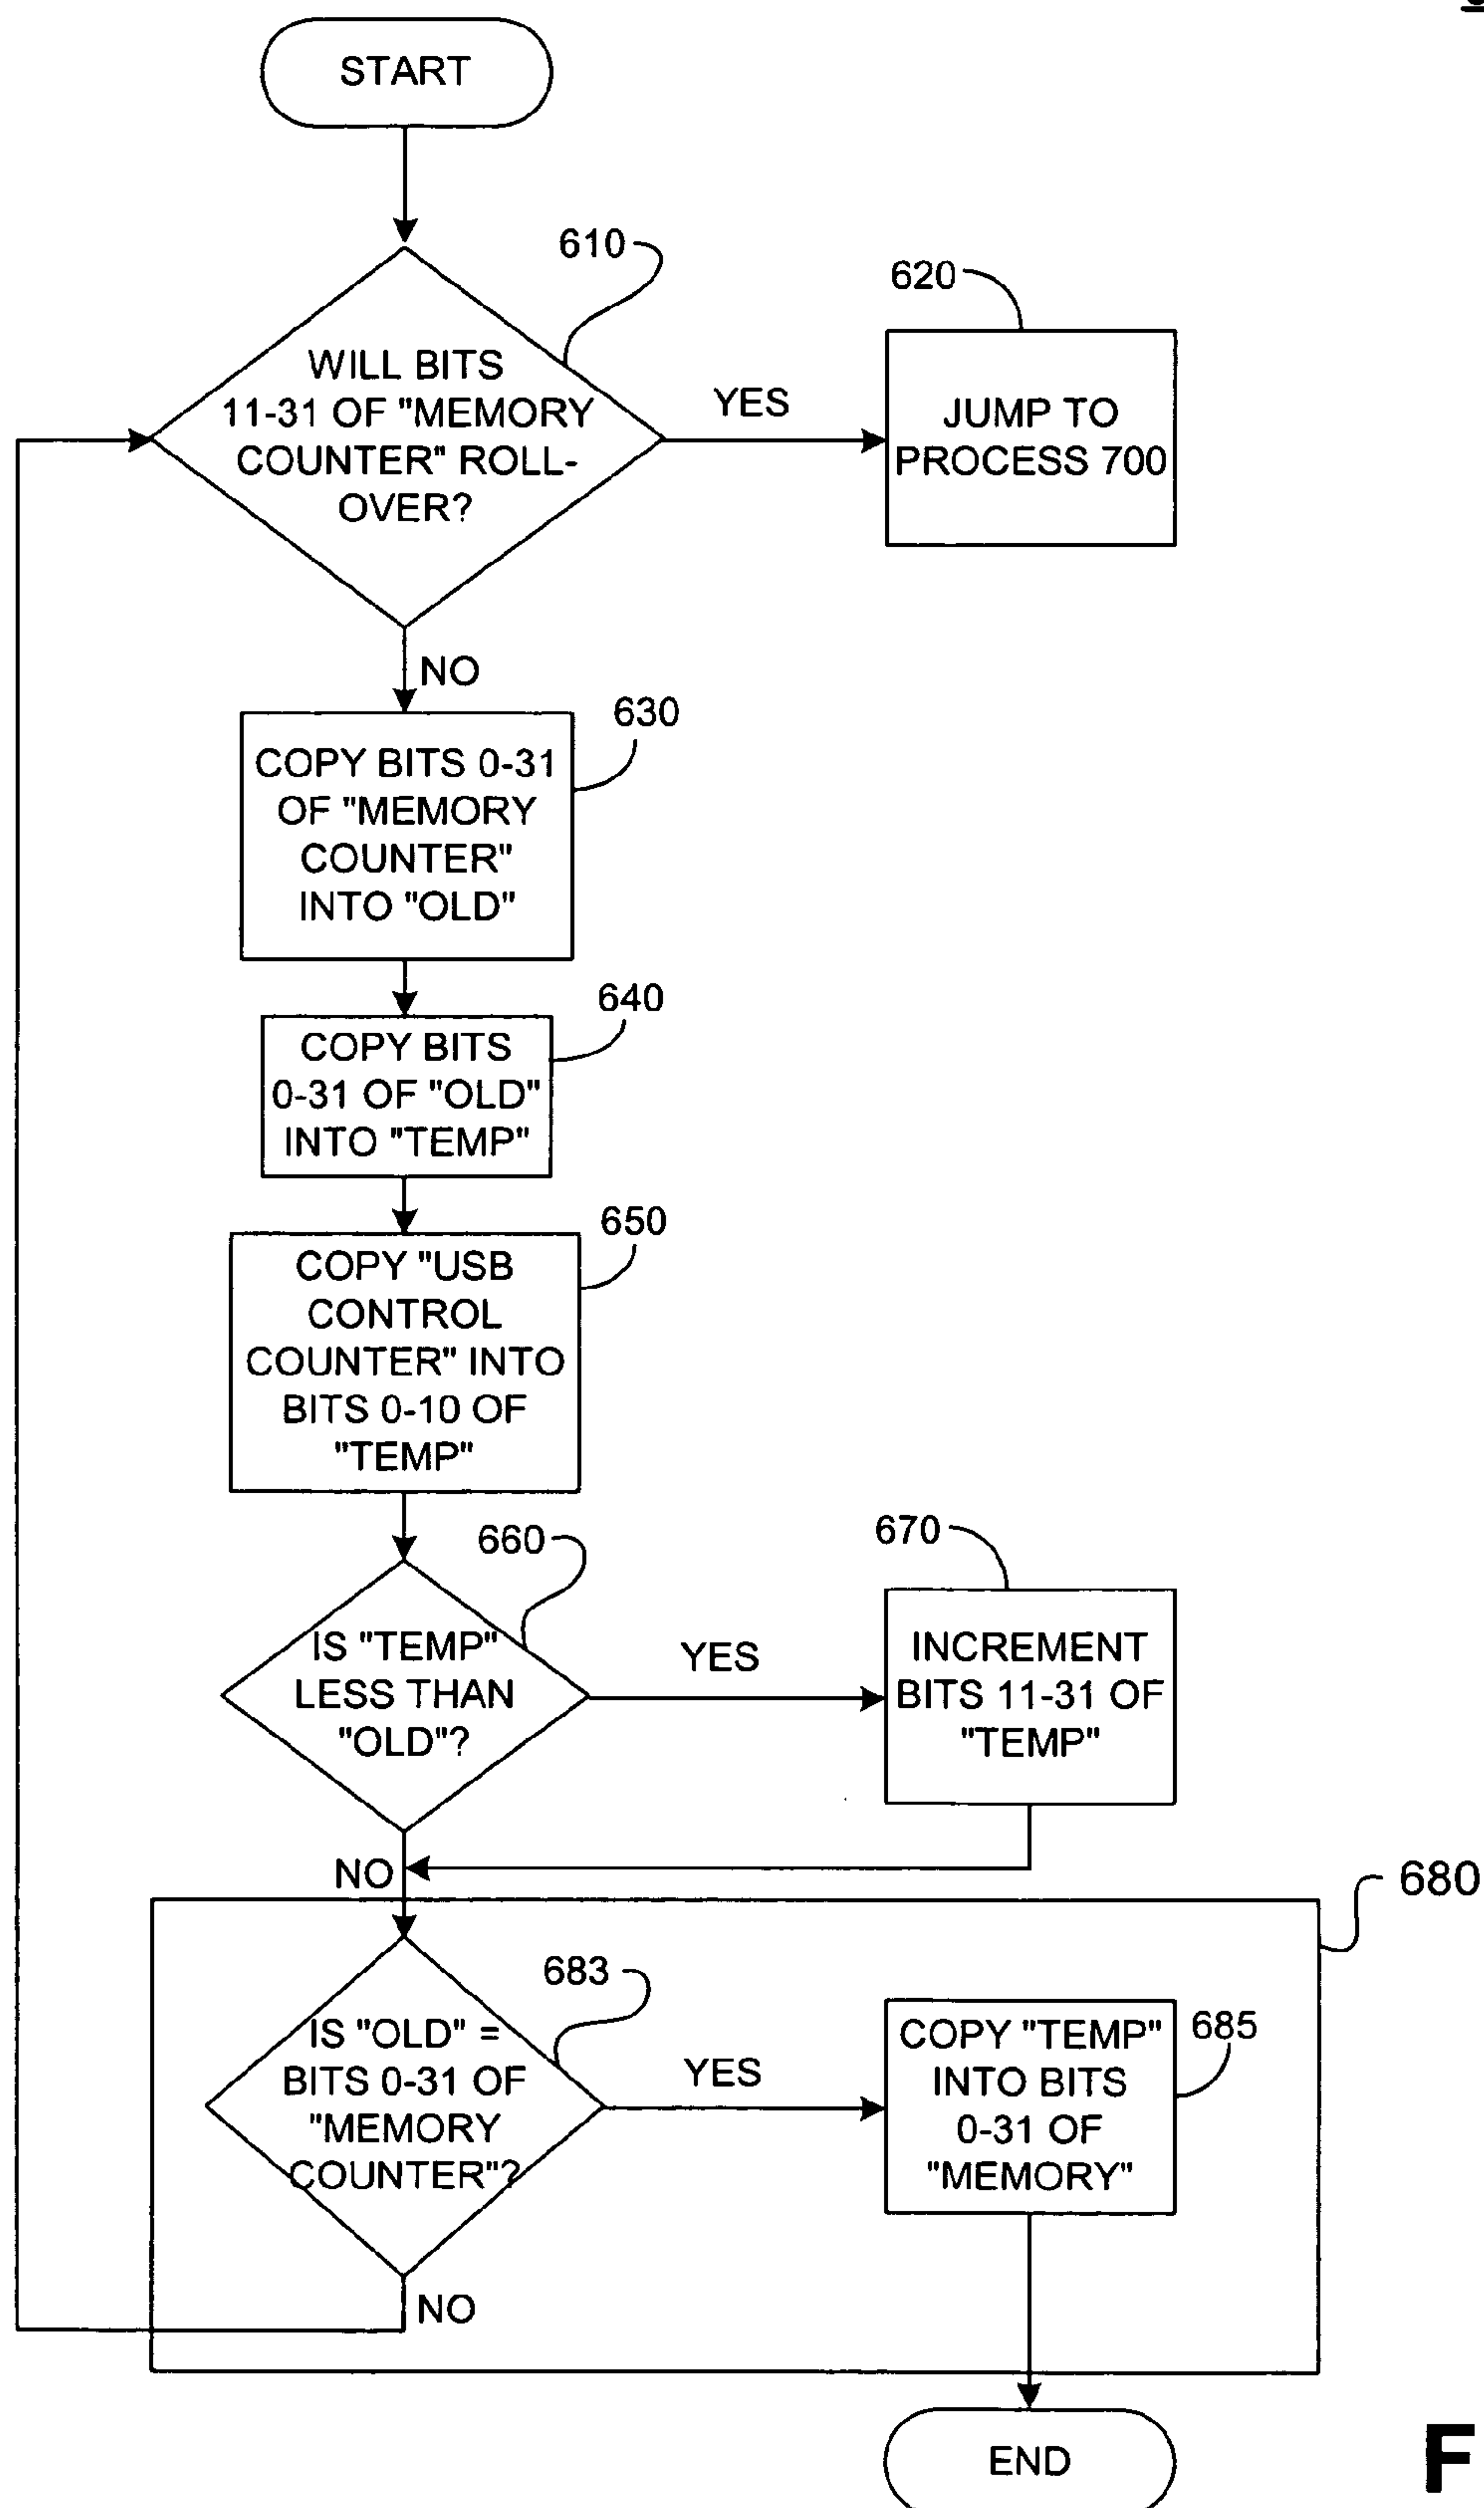 START
610
620
WILL BITS
11-31 OF "MEMORY
COUNTER" ROLL-
OVER?
YES
JUMP TO
PROCESS 700
NO
630
COPY BITS 0-31
OF "MEMORY
COUNTER"
INTO "OLD"
640
COPY BITS
0-31 OF "OLD"
INTO "TEMP"
650
COPY "USB
CONTROL
COUNTER" INTO
BITS 0-10 OF
"TEMP"
660
670
IS "TEMP"
LESS THAN
"OLD"?
YES
INCREMENT
BITS 11-31 OF
"TEMP"
NO
680
683
IS "OLD" =
BITS 0-31 OF
"MEMORY
COUNTER"?
YES
COPY "TEMP"
INTO BITS
0-31 OF
"MEMORY"
685
NO
END
F